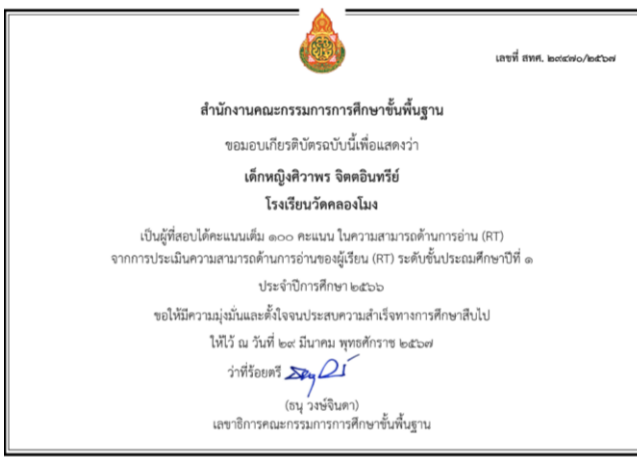 เลขที่ สทศ. ๒๙๔๗๐/๒๕๖๗
สำนักงานคณะกรรมการการศึกษาขั้นพื้นฐาน
ขอมอบเกียรติบัตรฉบับนี้เพื่อแสดงว่า
เด็กหญิงศิวาพร จิตตอินทรีย์
โรงเรียนวัดคลองโมง
เป็นผู้ที่สอบได้คะแนนเต็ม ๑๐๐ คะแนน ในความสามารถด้านการอ่าน (RT)
จากการประเมินความสามารถด้านการอ่านของผู้เรียน (RT) ระดับชั้นประถมศึกษาปีที่ ๑
ประจำปีการศึกษา ๒๕๖๖
ขอให้มีความมุ่งมั่นและตั้งใจจนประสบความสำเร็จทางการศึกษาสืบไป
ให้ไว้ ณ วันที่ ๒๙ มีนาคม พุทธศักราช ๒๕๖๗
ว่าที่ร้อยตรี
(ธนุ วงษ์จินดา)
เลขาธิการคณะกรรมการการศึกษาขั้นพื้นฐาน